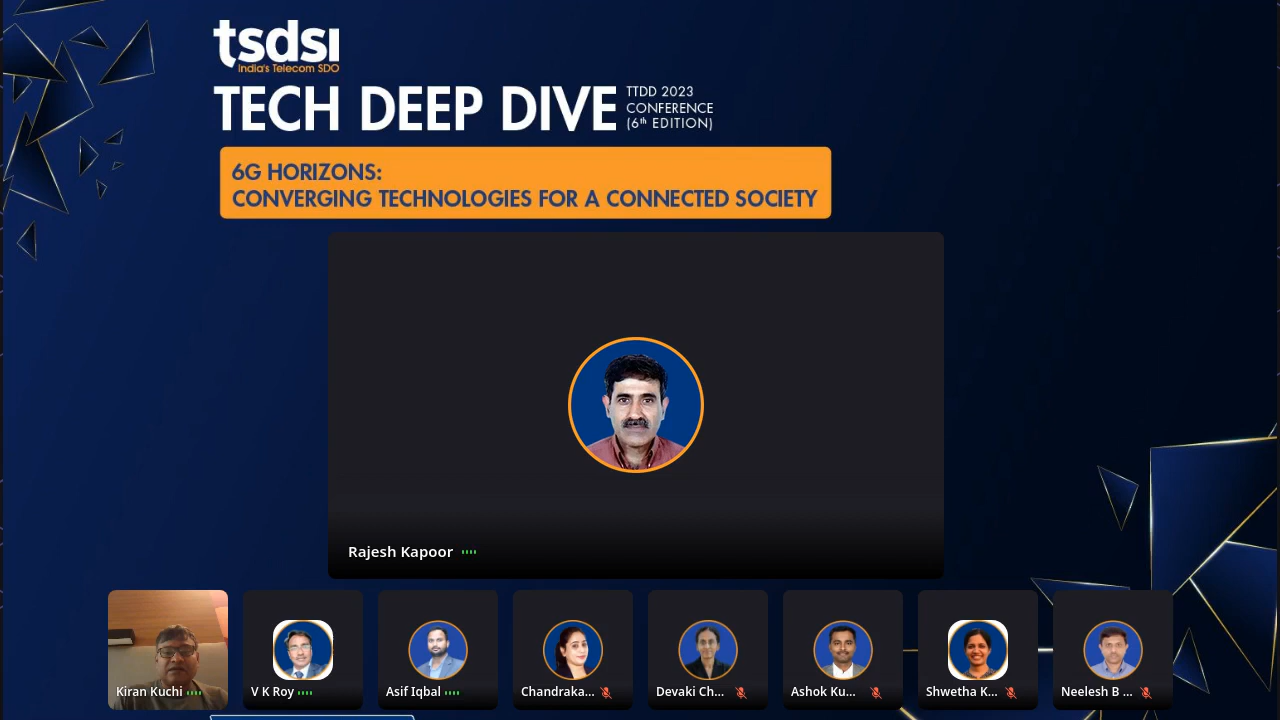 tsdsi
India's Telecom SDO
TECH DEEP DIVE
TTDD 2023
CONFERENCE
(6th EDITION)
6G HORIZONS:
CONVERGING TECHNOLOGIES FOR A CONNECTED SOCIETY
Rajesh Kapoor
Kiran Kuchi
V K Roy
Asif Iqbal
Chandraka...
Devaki Ch...
Ashok Ku...
Shwetha K...
Neelesh B ...